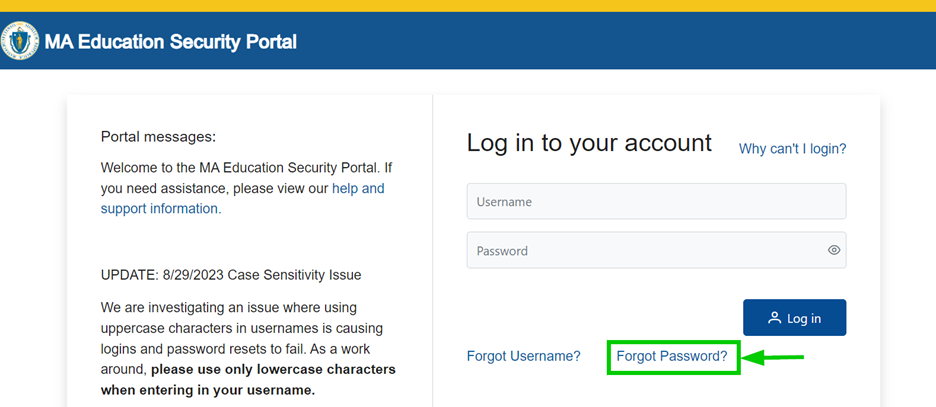 MA Education Security Portal
Portal messages:
Welcome to the MA Education Security Portal. If
you need assistance, please view our help and
support information.
UPDATE: 8/29/2023 Case Sensitivity Issue
We are investigating an issue where using
uppercase characters in usernames is causing
logins and password resets to fail. As a work
around, please use only lowercase characters
when entering in your username.
Log in to your account
Why can't I login?
Username
Password
Log in
Forgot Username?
Forgot Password?